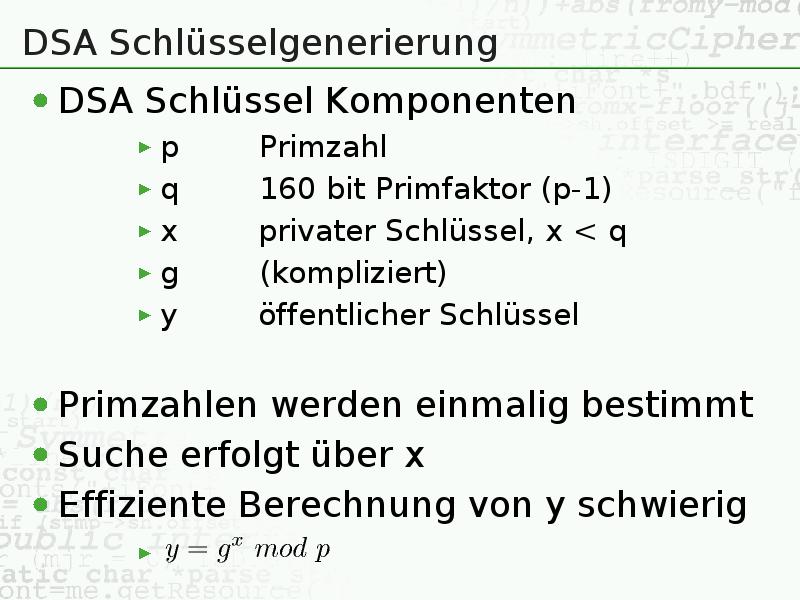 DSA Schlüsselgenerierung
DSA Schlüssel Komponenten
p Primzahl
q 160 bit Primfaktor (p-1)
x privater Schlüssel, x < q
g (kompliziert)
y öffentlicher Schlüssel
Primzahlen werden einmalig bestimmt
Suche erfolgt über x
Effiziente Berechnung von y schwierig
y = g^x mod p